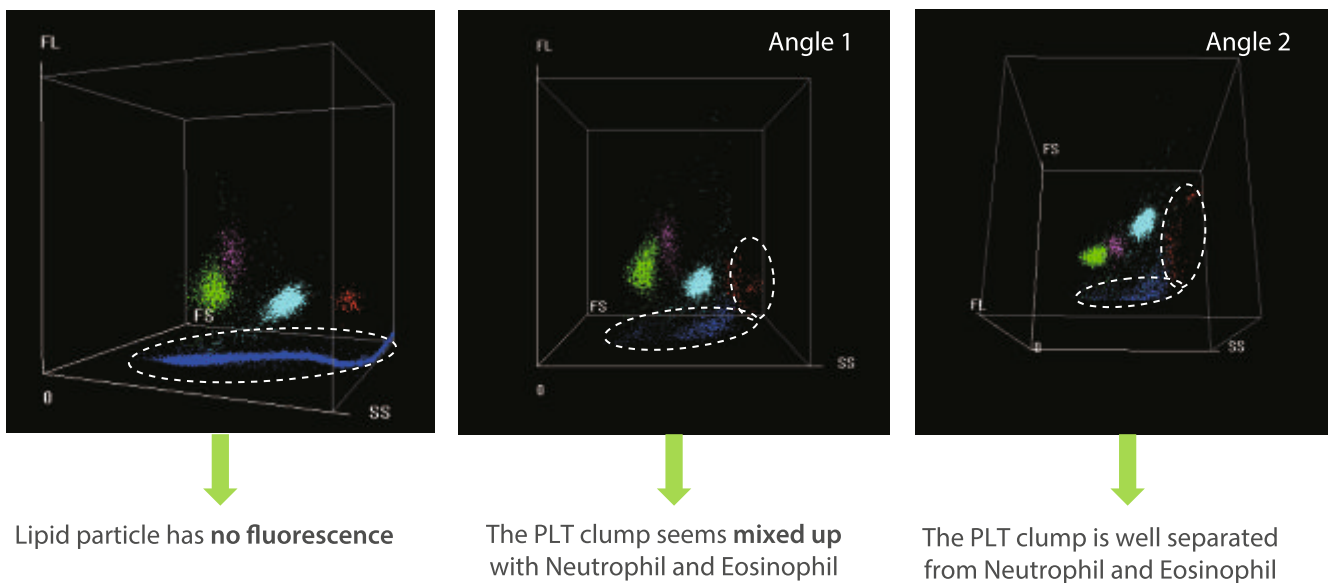 FL
FS
0
SS
Lipid particle has no fluorescence
Angle 1
FL
FS
SS
0
The PLT clump seems mixed up
with Neutrophil and Eosinophil
Angle 2
FS
FL
0
SS
The PLT clump is well separated
from Neutrophil and Eosinophil